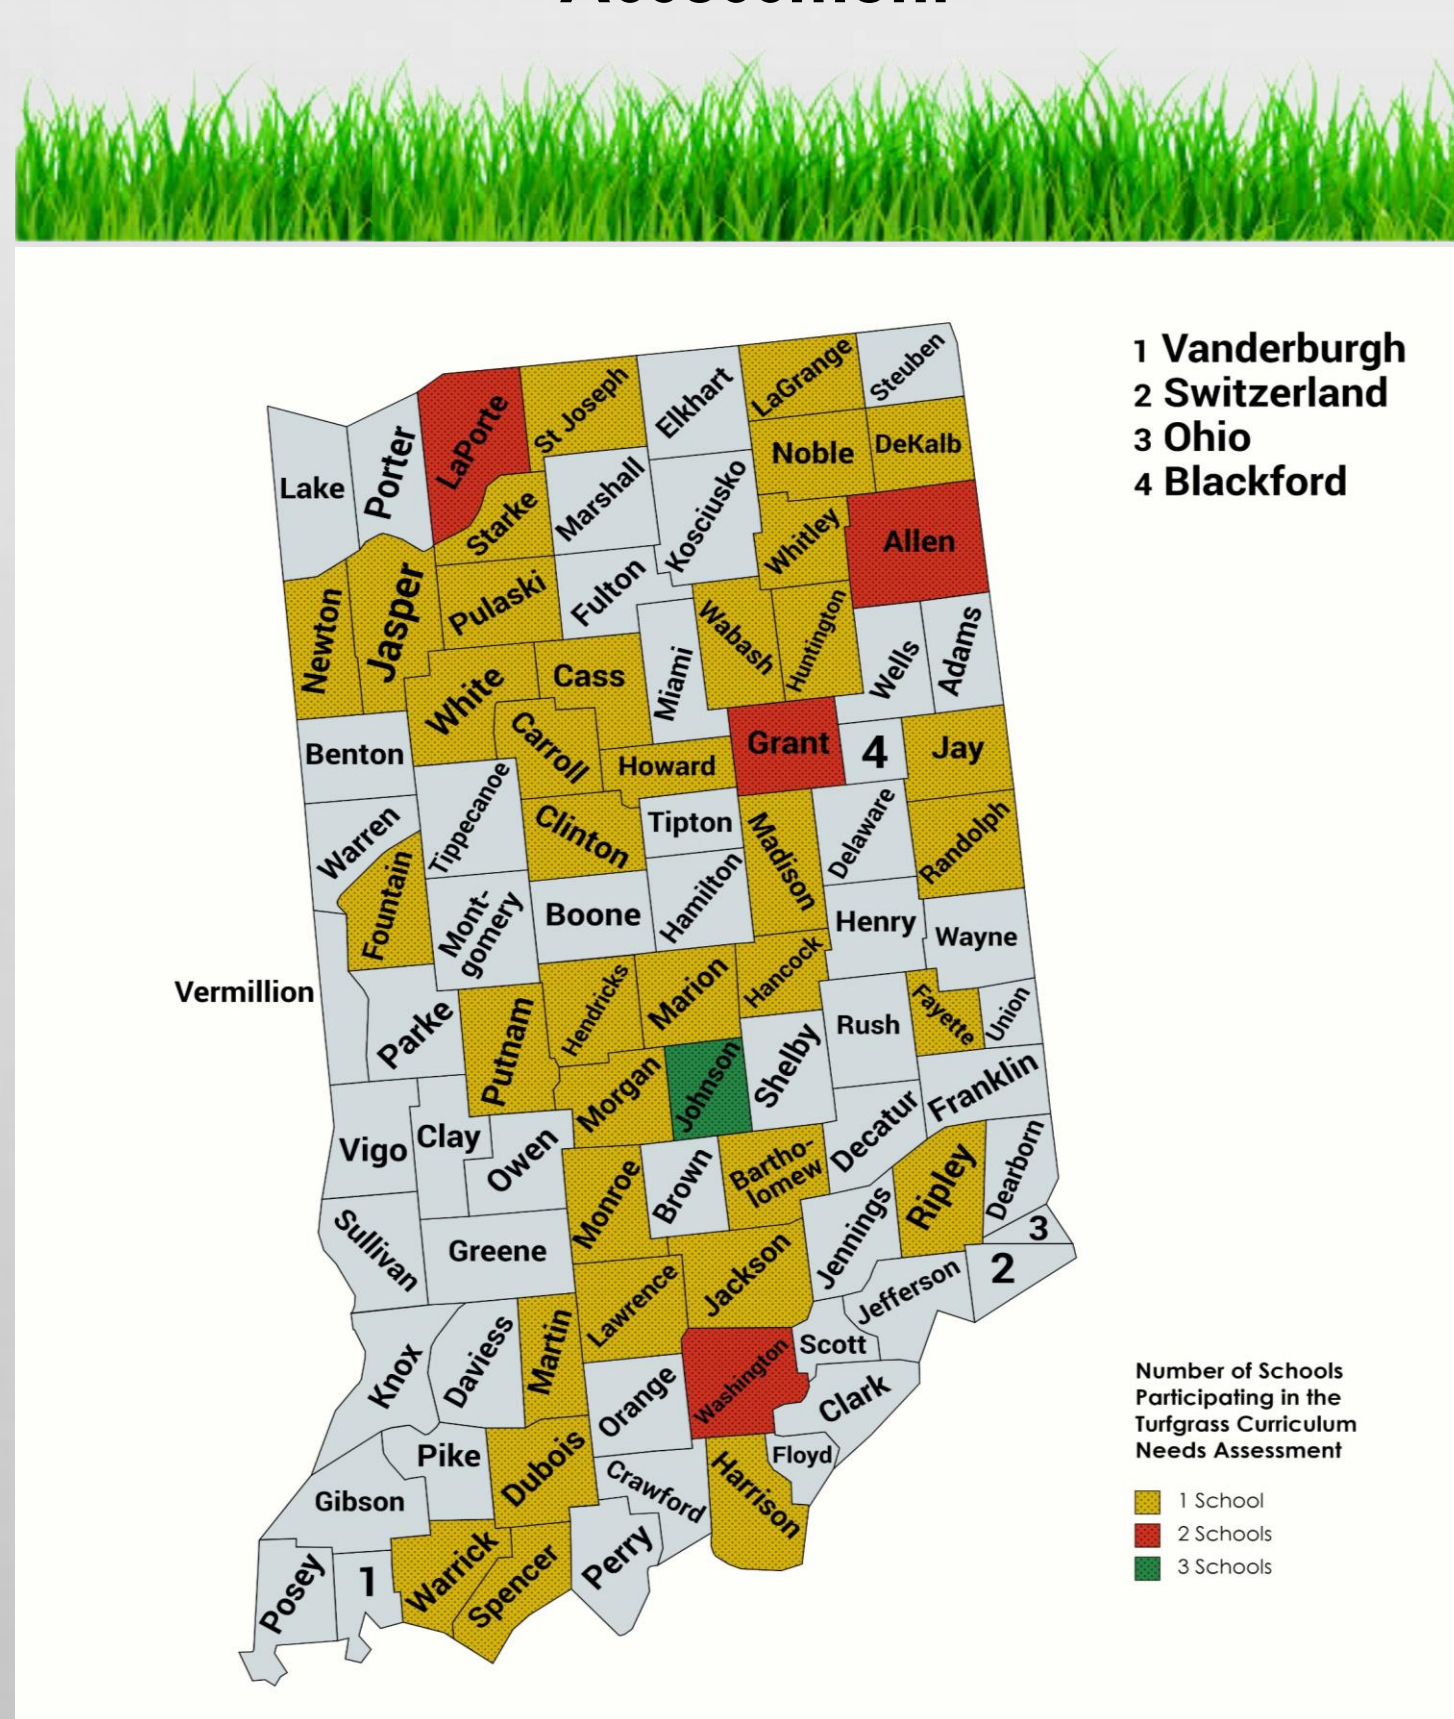 1 Vanderburgh
2 Switzerland
3 Ohio
4 Blackford
Lake
Porter
LaPorte
St Joseph
Elkhart
LaGrange
Steuben
Noble
DeKalb
Starke
Marshall
Kosciusko
Whitley
Allen
Newton
Jasper
Pulaski
Fulton
Wabash
Huntington
Wells
Adams
White
Cass
Miami
Benton
Carroll
Howard
Grant
4
Jay
Warren
Tippecanoe
Clinton
Tipton
Madison
Delaware
Randolph
Fountain
Mont-
gomery
Boone
Hamilton
Henry
Wayne
Vermillion
Parke
Putnam
Hendricks
Marion
Hancock
Rush
Fayette
Union
Morgan
Johnson
Shelby
Franklin
Vigo
Clay
Owen
Monroe
Brown
Bartho-
lomew
Decatur
Ripley
Dearborn
Sullivan
Greene
Jackson
Jennings
3
2
Lawrence
Jefferson
Knox
Daviess
Martin
Orange
Washington
Scott
Clark
Pike
Dubois
Crawford
Harrison
Floyd
Gibson
Posey
1
Warrick
Spencer
Perry
Number of Schools
Participating in the
Turfgrass Curriculum
Needs Assessment
1 School
2 Schools
3 Schools